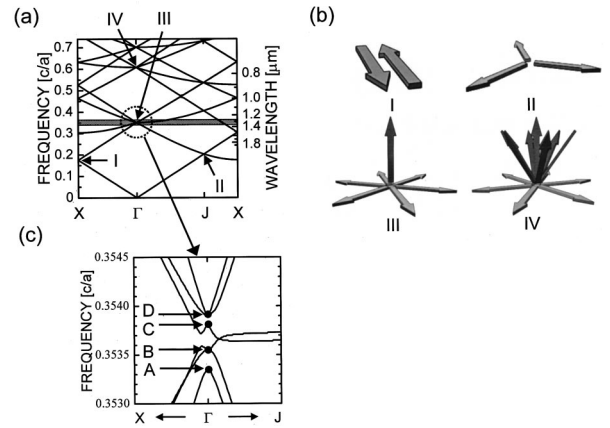 (a)
IV
III
FREQUENCY [c/a]
0.7
0.6
0.5
0.4
0.3
0.2
0.1
0
I
II
X
Γ
J
X
0.8
1.0
1.2
1.4
1.8
WAVELENGTH [μm]
(b)
I
II
III
IV
(c)
FREQUENCY [c/a]
0.3545
0.3540
0.3535
0.3530
D
C
B
A
X
Γ
J